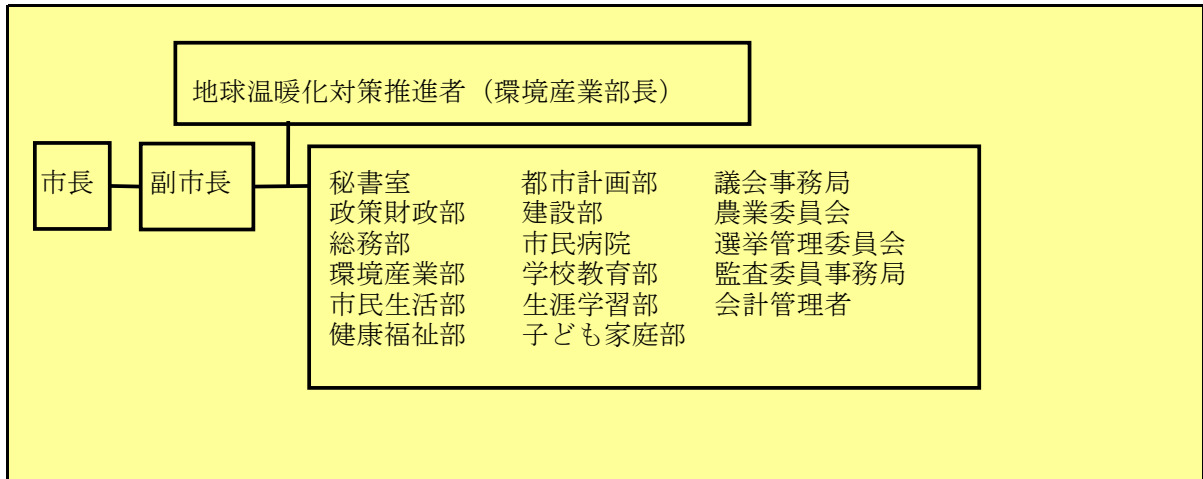 地球温暖化対策推進者（環境産業部長）
市長
副市長
秘書室
政策財政部
総務部
環境産業部
市民生活部
健康福祉部
都市計画部
建設部
市民病院
学校教育部
生涯学習部
子ども家庭部
議会事務局
農業委員会
選挙管理委員会
監査委員事務局
会計管理者